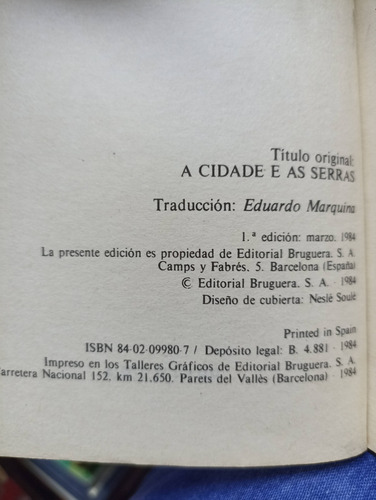 Título original:
A CIDADE E AS SERRAS
Traducción: Eduardo Marquina
1.ª edición: marzo, 1984
La presente edición es propiedad de Editorial Bruguera. S. A.
Camps y Fabrés. 5. Barcelona (España)
© Editorial Bruguera. S. A. - 1984
Diseño de cubierta: Neslé Soulé
Printed in Spain
ISBN 84-02-09980-7 / Depósito legal: B. 4.881 - 1984
Impreso en los Talleres Gráficos de Editorial Bruguera. S. A.
arretera Nacional 152. km 21.650. Parets del Vallès (Barcelona) - 1984